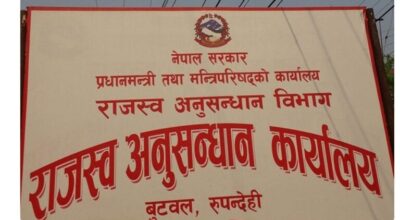 नेपाल सरकार
प्रधानमन्त्री तथा मन्त्रिपरिषद्को कार्यालय
राजस्व अनुसन्धान विभाग
राजस्व अनुसन्धान कार्यालय
बुटवल, रुपन्देही